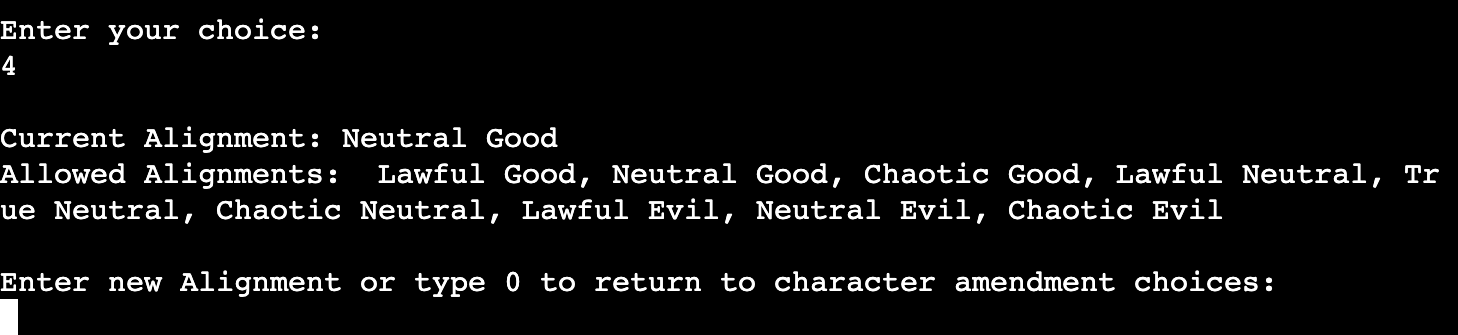 Enter your choice:
4
Current Alignment: Neutral Good
Allowed Alignments:  Lawful Good, Neutral Good, Chaotic Good, Lawful Neutral, Tr
ue Neutral, Chaotic Neutral, Lawful Evil, Neutral Evil, Chaotic Evil
Enter new Alignment or type 0 to return to character amendment choices: